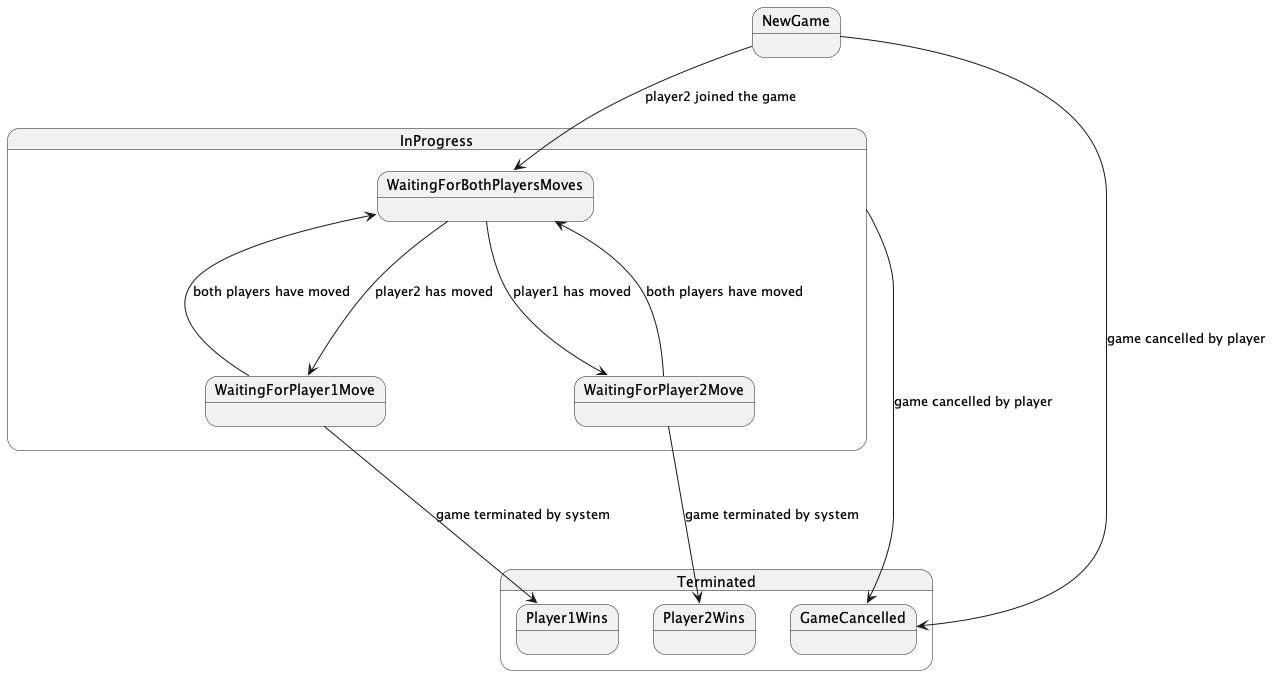 NewGame
player2 joined the game
InProgress
WaitingForBothPlayersMoves
both players have moved
player2 has moved
player1 has moved
both players have moved
game cancelled by player
WaitingForPlayer1Move
WaitingForPlayer2Move
game cancelled by player
game terminated by system
game terminated by system
Terminated
Player1Wins
Player2Wins
GameCancelled